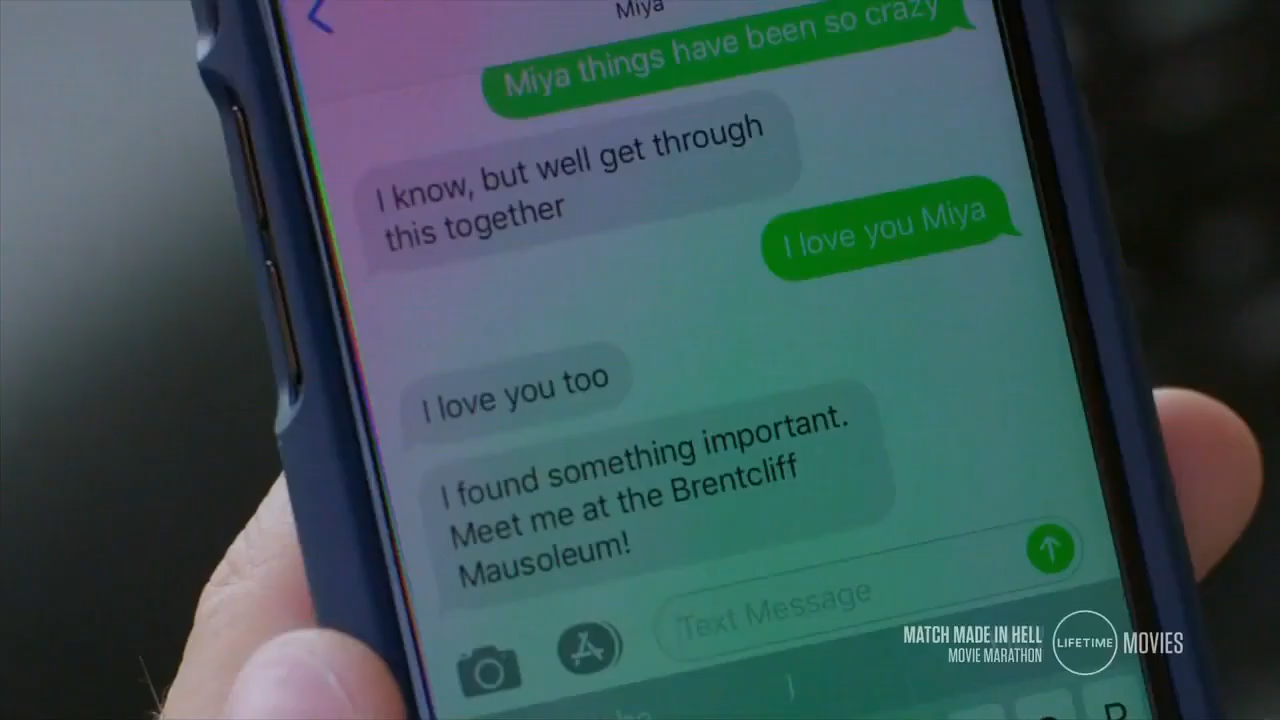 Miya
Miya things have been so crazy
I know, but well get through
this together
I love you Miya
I love you too
I found something important.
Meet me at the Brentcliff
Mausoleum!
Text Message
MATCH MADE IN HELL
MOVIE MARATHON
LIFETIME
MOVIES
P